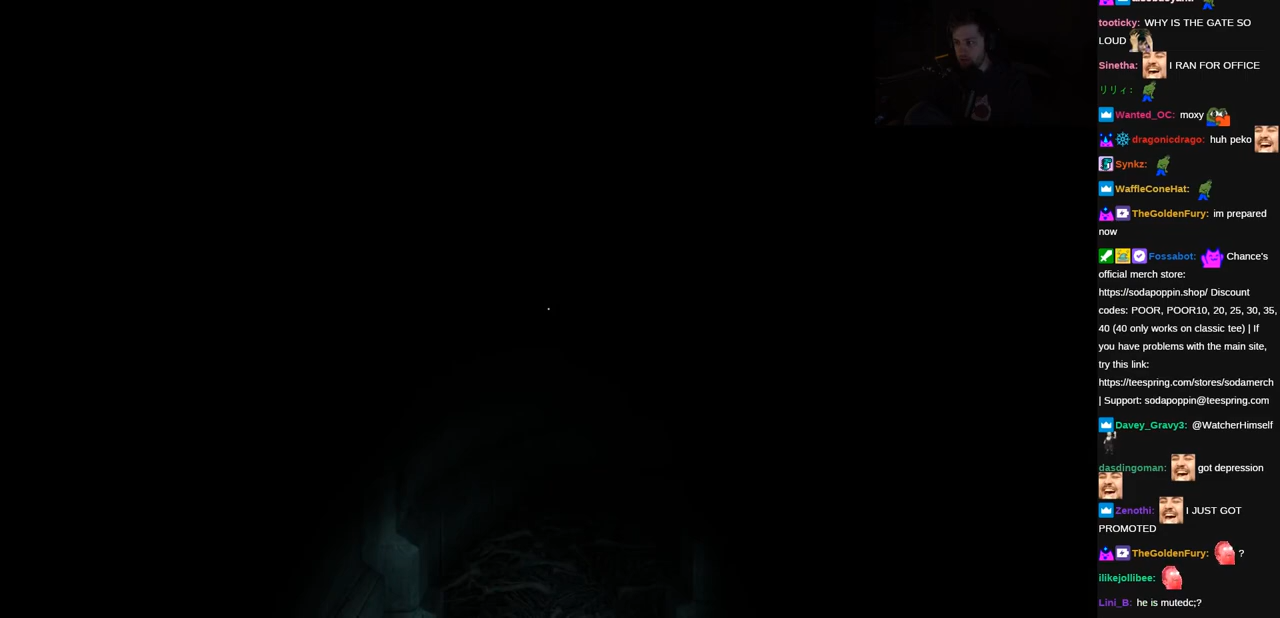 tooticky: WHY IS THE GATE SO
LOUD
Sinetha: I RAN FOR OFFICE
リリィ:
Wanted_OC: moxy
dragonicdrago: huh peko
Synkz:
WaffleConeHat:
TheGoldenFury: im prepared
now
Fossabot: Chance's
official merch store:
https://sodapoppin.shop/ Discount
codes: POOR, POOR10, 20, 25, 30, 35,
40 (40 only works on classic tee) | If
you have problems with the main site,
try this link:
https://teespring.com/stores/sodamerch
| Support: sodapoppin@teespring.com
Davey_Gravy3: @WatcherHimself
dasdingoman: got depression
Zenothi: I JUST GOT
PROMOTED
TheGoldenFury: ?
ilikejollibee:
Lini_B: he is mutedc;?